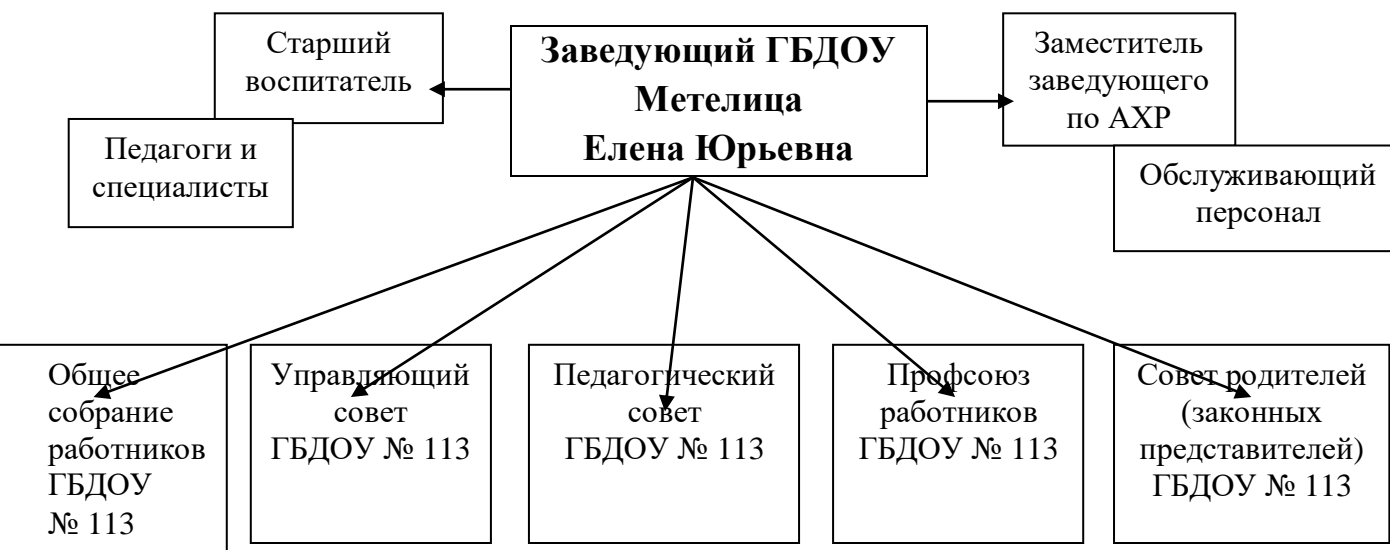 Старший
воспитатель
Педагоги и
специалисты
Заведующий ГБДОУ
Метелица
Елена Юрьевна
Заместитель
заведующего
по АХР
Обслуживающий
персонал
Общее
собрание
работников
ГБДОУ
№ 113
Управляющий
совет
ГБДОУ № 113
Педагогический
совет
ГБДОУ № 113
Профсоюз
работников
ГБДОУ № 113
Совет родителей
(законных
представителей)
ГБДОУ № 113